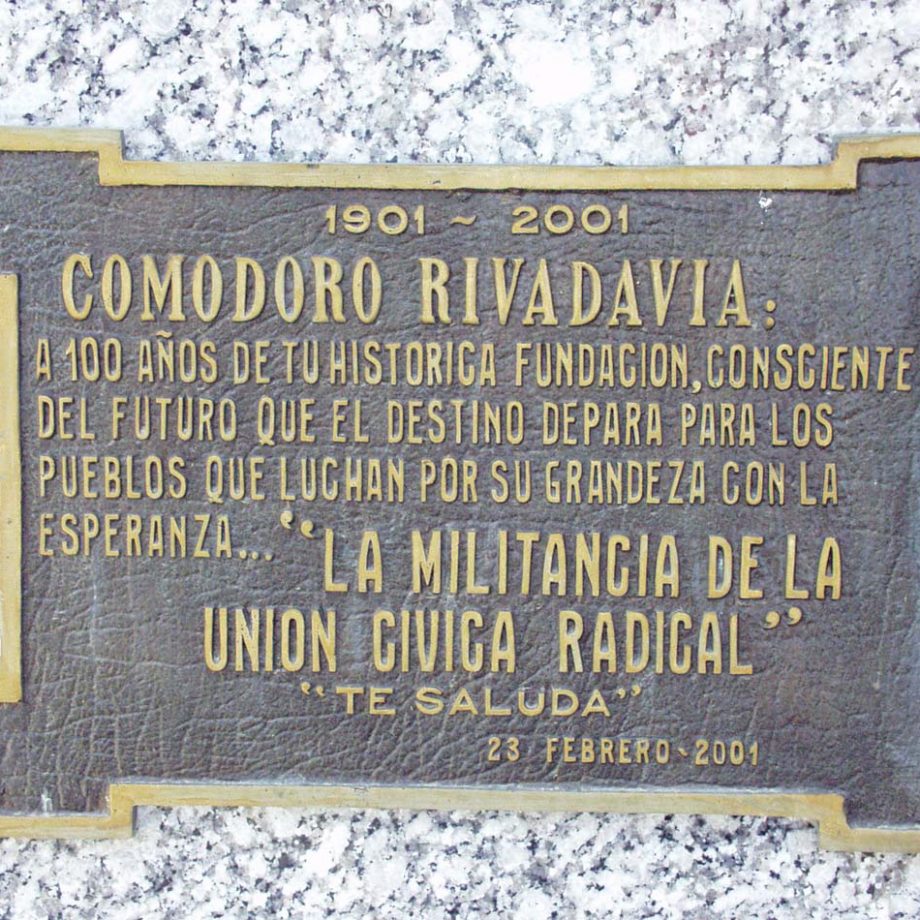 1901 ~ 2001
COMODORO RIVADAVIA:
A 100 AÑOS DE TU HISTORICA FUNDACION, CONSCIENTE
DEL FUTURO QUE EL DESTINO DEPARA PARA LOS
PUEBLOS QUE LUCHAN POR SU GRANDEZA CON LA
ESPERANZA... "LA MILITANCIA DE LA
UNION CIVICA RADICAL"
"TE SALUDA"
23 FEBRERO - 2001